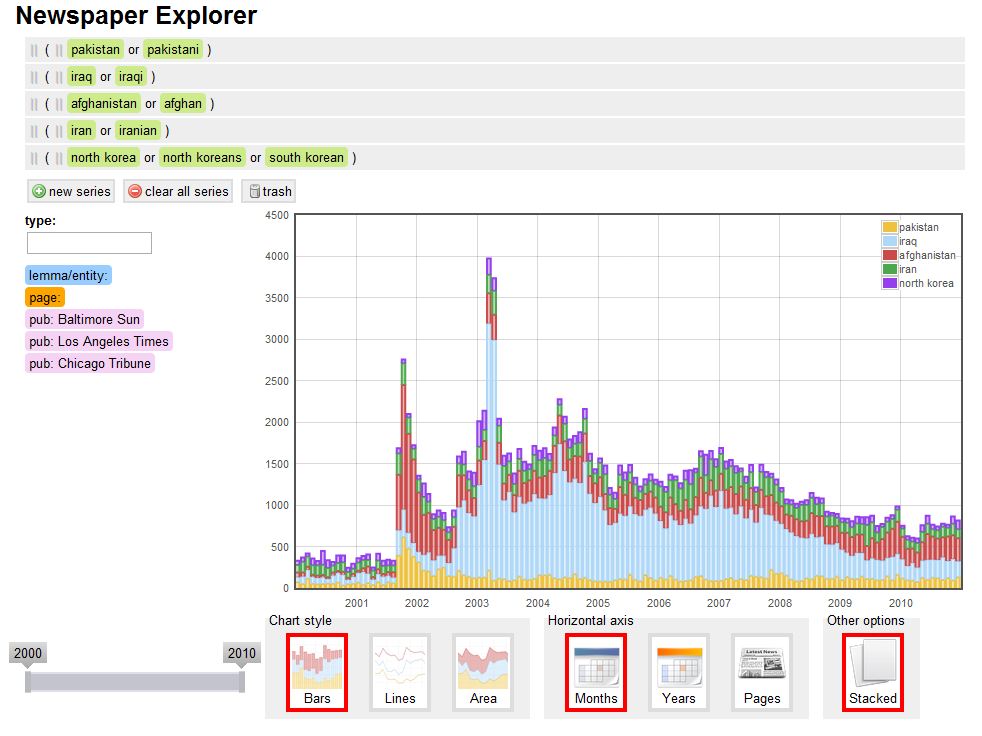 Newspaper Explorer
( pakistan or pakistani )
( iraq or iraqi )
( afghanistan or afghan )
( iran or iranian )
( north korea or north koreans or south korean )
new series clear all series trash
type:
lemma/entity:
page:
pub: Baltimore Sun
pub: Los Angeles Times
pub: Chicago Tribune
4500
4000
3500
3000
2500
2000
1500
1000
500
0
pakistan
iraq
afghanistan
iran
north korea
2001 2002 2003 2004 2005 2006 2007 2008 2009 2010
Chart style Horizontal axis Other options
2000 2010
Latest News
Bars Lines Area Months Years Pages Stacked